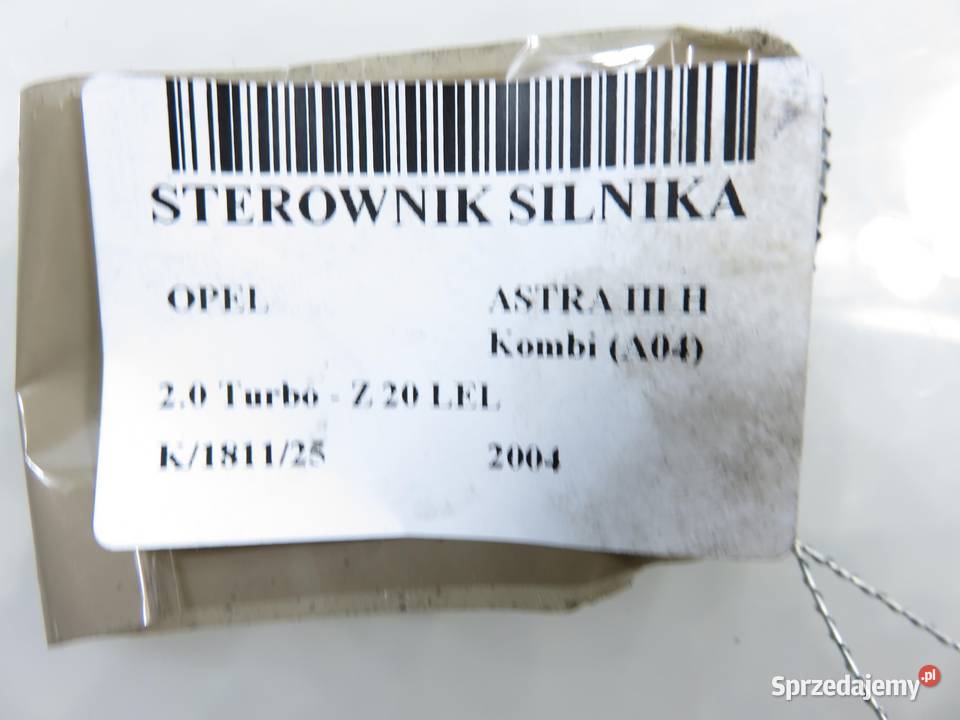 STEROWNIK SILNIKA
OPEL ASTRA III H
Kombi (A04)
2.0 Turbo - Z 20 LEL
K/1811/25 2004
Sprzedajemy.pl